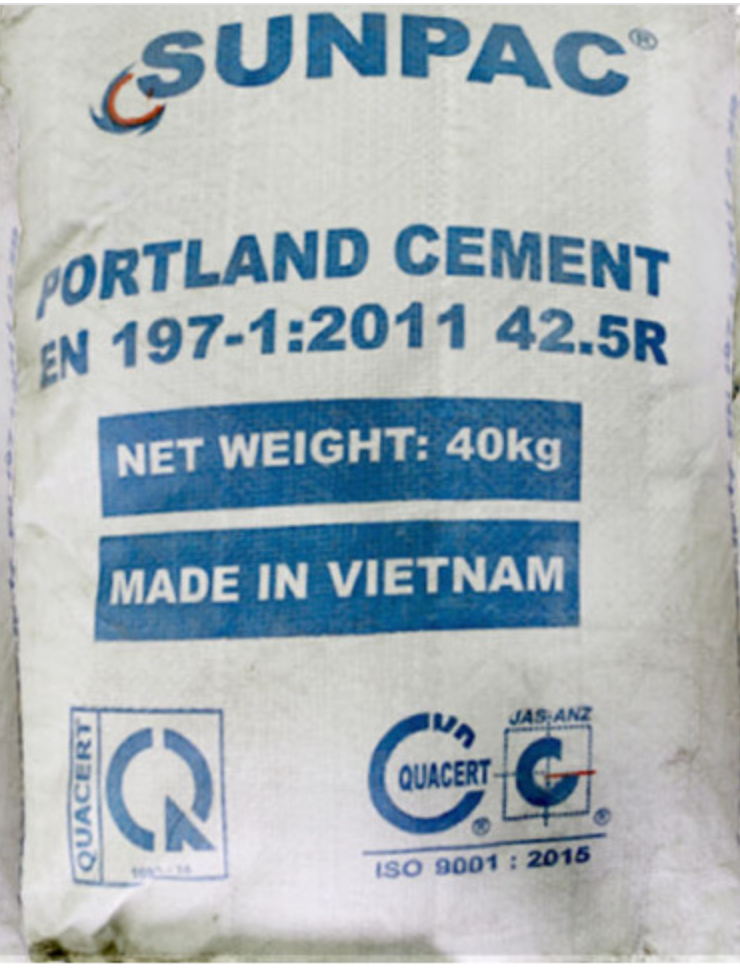 SUNPAC®
PORTLAND CEMENT
EN 197-1:2011 42.5R
NET WEIGHT: 40kg
MADE IN VIETNAM
QUACERT
QUACERT ®
JAS-ANZ
®
ISO 9001 : 2015